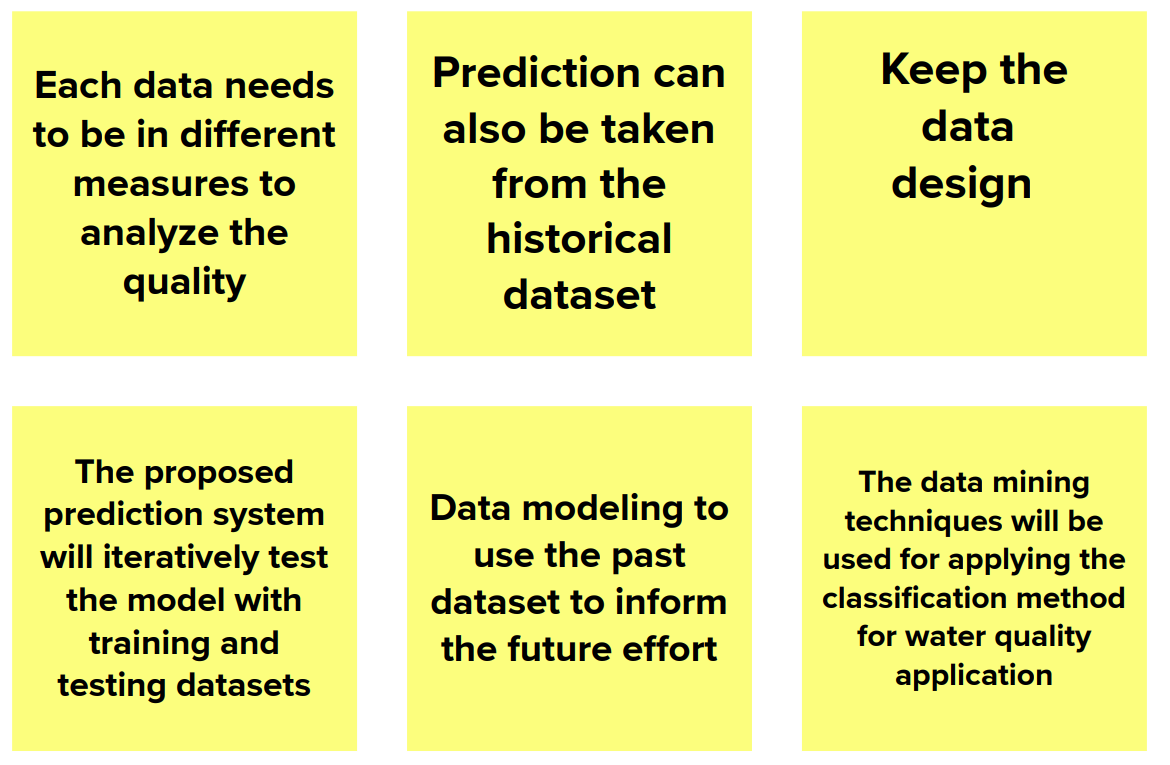 Each data needs
to be in different
measures to
analyze the
quality
Prediction can
also be taken
from the
historical
dataset
Keep the
data
design
The proposed
prediction system
will iteratively test
the model with
training and
testing datasets
Data modeling to
use the past
dataset to inform
the future effort
The data mining
techniques will be
used for applying the
classification method
for water quality
application